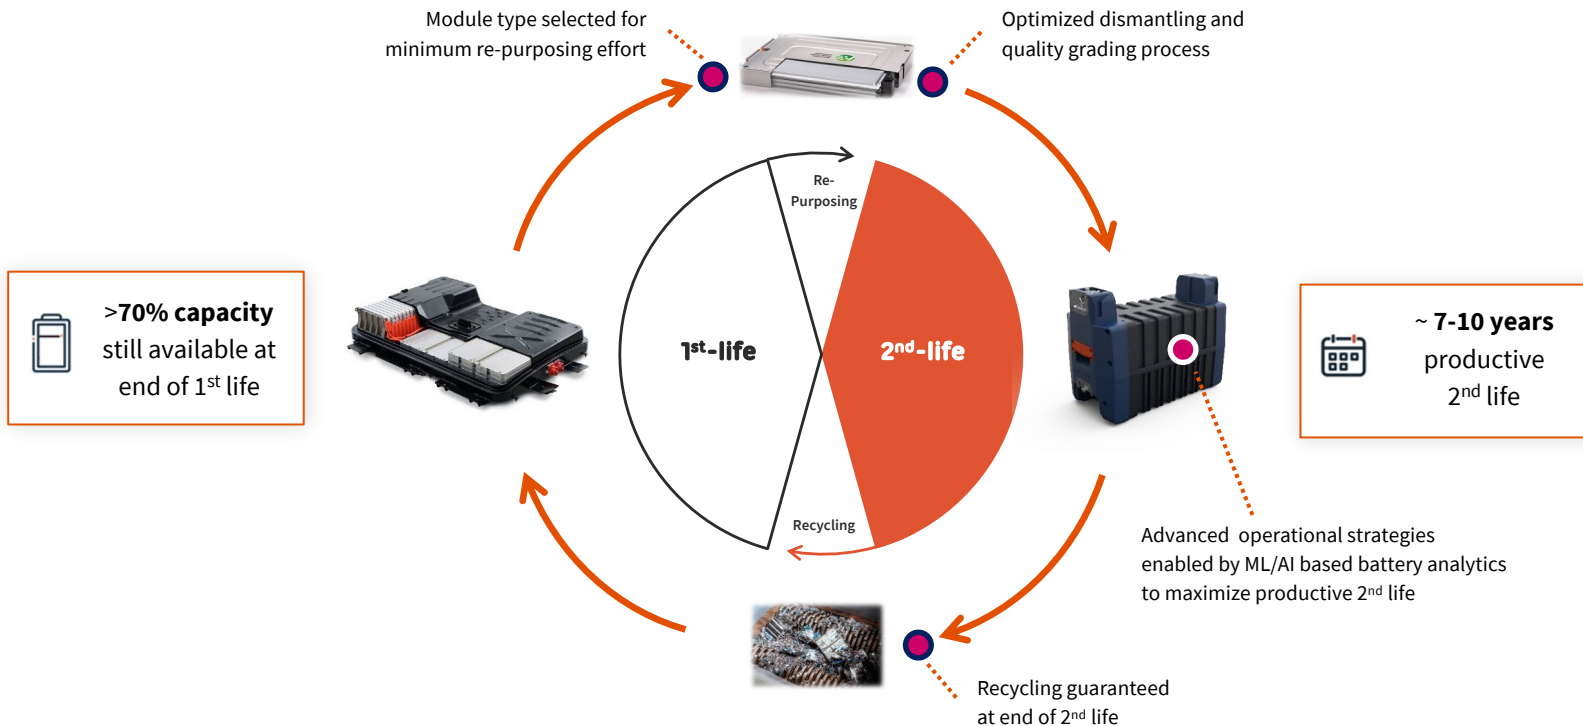 Module type selected for
minimum re-purposing effort
Optimized dismantling and
quality grading process
Re-
Purposing
>70% capacity
still available at
end of 1st life
1st-life
2nd-life
~ 7-10 years
productive
2nd life
Recycling
Advanced operational strategies
enabled by ML/AI based battery analytics
to maximize productive 2nd life
Recycling guaranteed
at end of 2nd life